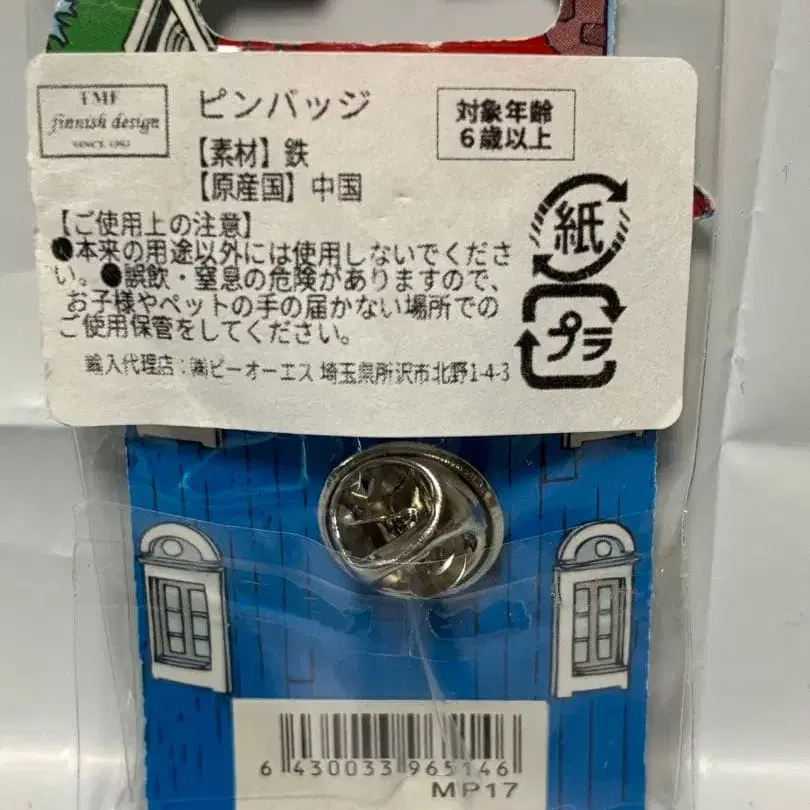 TMF
finnish design
SINCE 1992
ピンバッジ
対象年齢
6歳以上
【素材】鉄
【原産国】中国
【ご使用上の注意】
●本来の用途以外には使用しないでくださ
い。●誤飲・窒息の危険がありますので、
お子様やペットの手の届かない場所での
ご使用保管をしてください。
輸入代理店:㈱ビーオーエス 埼玉県所沢市北野1-4-3
紙
プラ
6 430033 965146
MP17